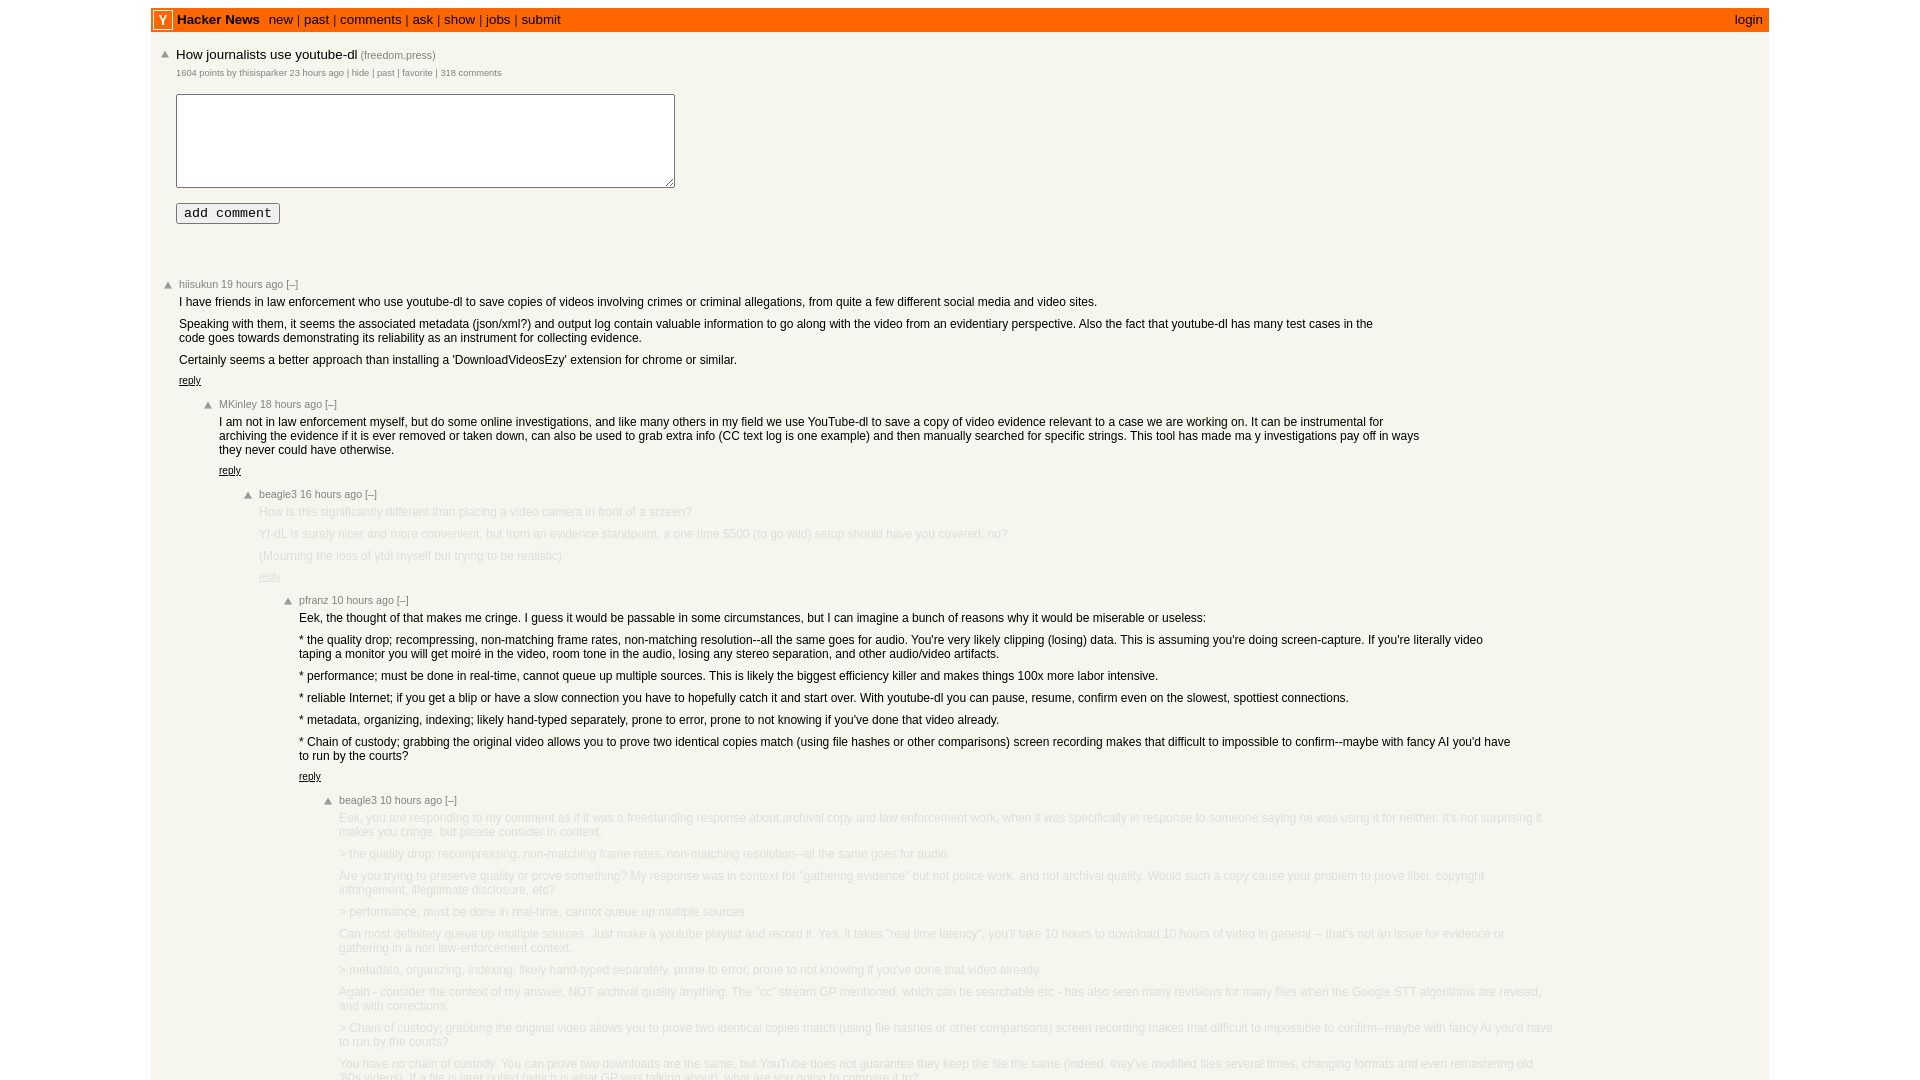 Y Hacker News new | past | comments | ask | show | jobs | submit login
How journalists use youtube-dl (freedom.press)
1604 points by thisisparker 23 hours ago | hide | past | favorite | 318 comments
add comment
hiisukun 19 hours ago [–]
I have friends in law enforcement who use youtube-dl to save copies of videos involving crimes or criminal allegations, from quite a few different social media and video sites.
Speaking with them, it seems the associated metadata (json/xml?) and output log contain valuable information to go along with the video from an evidentiary perspective. Also the fact that youtube-dl has many test cases in the
code goes towards demonstrating its reliability as an instrument for collecting evidence.
Certainly seems a better approach than installing a 'DownloadVideosEzy' extension for chrome or similar.
reply
MKinley 18 hours ago [–]
I am not in law enforcement myself, but do some online investigations, and like many others in my field we use YouTube-dl to save a copy of video evidence relevant to a case we are working on. It can be instrumental for
archiving the evidence if it is ever removed or taken down, can also be used to grab extra info (CC text log is one example) and then manually searched for specific strings. This tool has made ma y investigations pay off in ways
they never could have otherwise.
reply
beagle3 16 hours ago [–]
How is this significantly different than placing a video camera in front of a screen?
Yt-dL is surely nicer and more convenient, but from an evidence standpoint, a one time $500 (to go wild) setup should have you covered, no?
(Mourning the loss of ytdl myself but trying to be realistic)
reply
pfranz 10 hours ago [–]
Eek, the thought of that makes me cringe. I guess it would be passable in some circumstances, but I can imagine a bunch of reasons why it would be miserable or useless:
* the quality drop; recompressing, non-matching frame rates, non-matching resolution--all the same goes for audio. You're very likely clipping (losing) data. This is assuming you're doing screen-capture. If you're literally video
taping a monitor you will get moiré in the video, room tone in the audio, losing any stereo separation, and other audio/video artifacts.
* performance; must be done in real-time, cannot queue up multiple sources. This is likely the biggest efficiency killer and makes things 100x more labor intensive.
* reliable Internet; if you get a blip or have a slow connection you have to hopefully catch it and start over. With youtube-dl you can pause, resume, confirm even on the slowest, spottiest connections.
* metadata, organizing, indexing; likely hand-typed separately, prone to error, prone to not knowing if you've done that video already.
* Chain of custody; grabbing the original video allows you to prove two identical copies match (using file hashes or other comparisons) screen recording makes that difficult to impossible to confirm--maybe with fancy AI you'd have
to run by the courts?
reply
beagle3 10 hours ago [–]
Eek, you are responding to my comment as if it was a freestanding response about archival copy and law enforcement work, when it was specifically in response to someone saying he was using it for neither. It's not surprising it
makes you cringe, but please consider in context.
> the quality drop; recompressing, non-matching frame rates, non-matching resolution--all the same goes for audio.
Are you trying to preserve quality or prove something? My response was in context for "gathering evidence" but not police work, and not archival quality. Would such a copy cause your problem to prove libel, copyright
infringement, illegitimate disclosure, etc?
> performance; must be done in real-time, cannot queue up multiple sources
Can most definitely queue up multiple sources. Just make a youtube playlist and record it. Yes, it takes "real time latency", you'll take 10 hours to download 10 hours of video in general -- that's not an issue for evidence or
gathering in a non law-enforcement context.
> metadata, organizing, indexing; likely hand-typed separately, prone to error, prone to not knowing if you've done that video already.
Again - consider the context of my answer, NOT archival quality anything. The "cc" stream GP mentioned, which can be searchable etc - has also seen many revisions for many files when the Google STT algorithms are revised,
and with corrections.
> Chain of custody; grabbing the original video allows you to prove two identical copies match (using file hashes or other comparisons) screen recording makes that difficult to impossible to confirm--maybe with fancy AI you'd have
to run by the courts?
You have no chain of custody. You can prove two downloads are the same, but YouTube does not guarantee they keep the file the same (indeed, they've modified files several times, changing formats and even remastering old
'80s videos). If a file is later pulled (which is what GP was talking about), what are you going to compare it to?